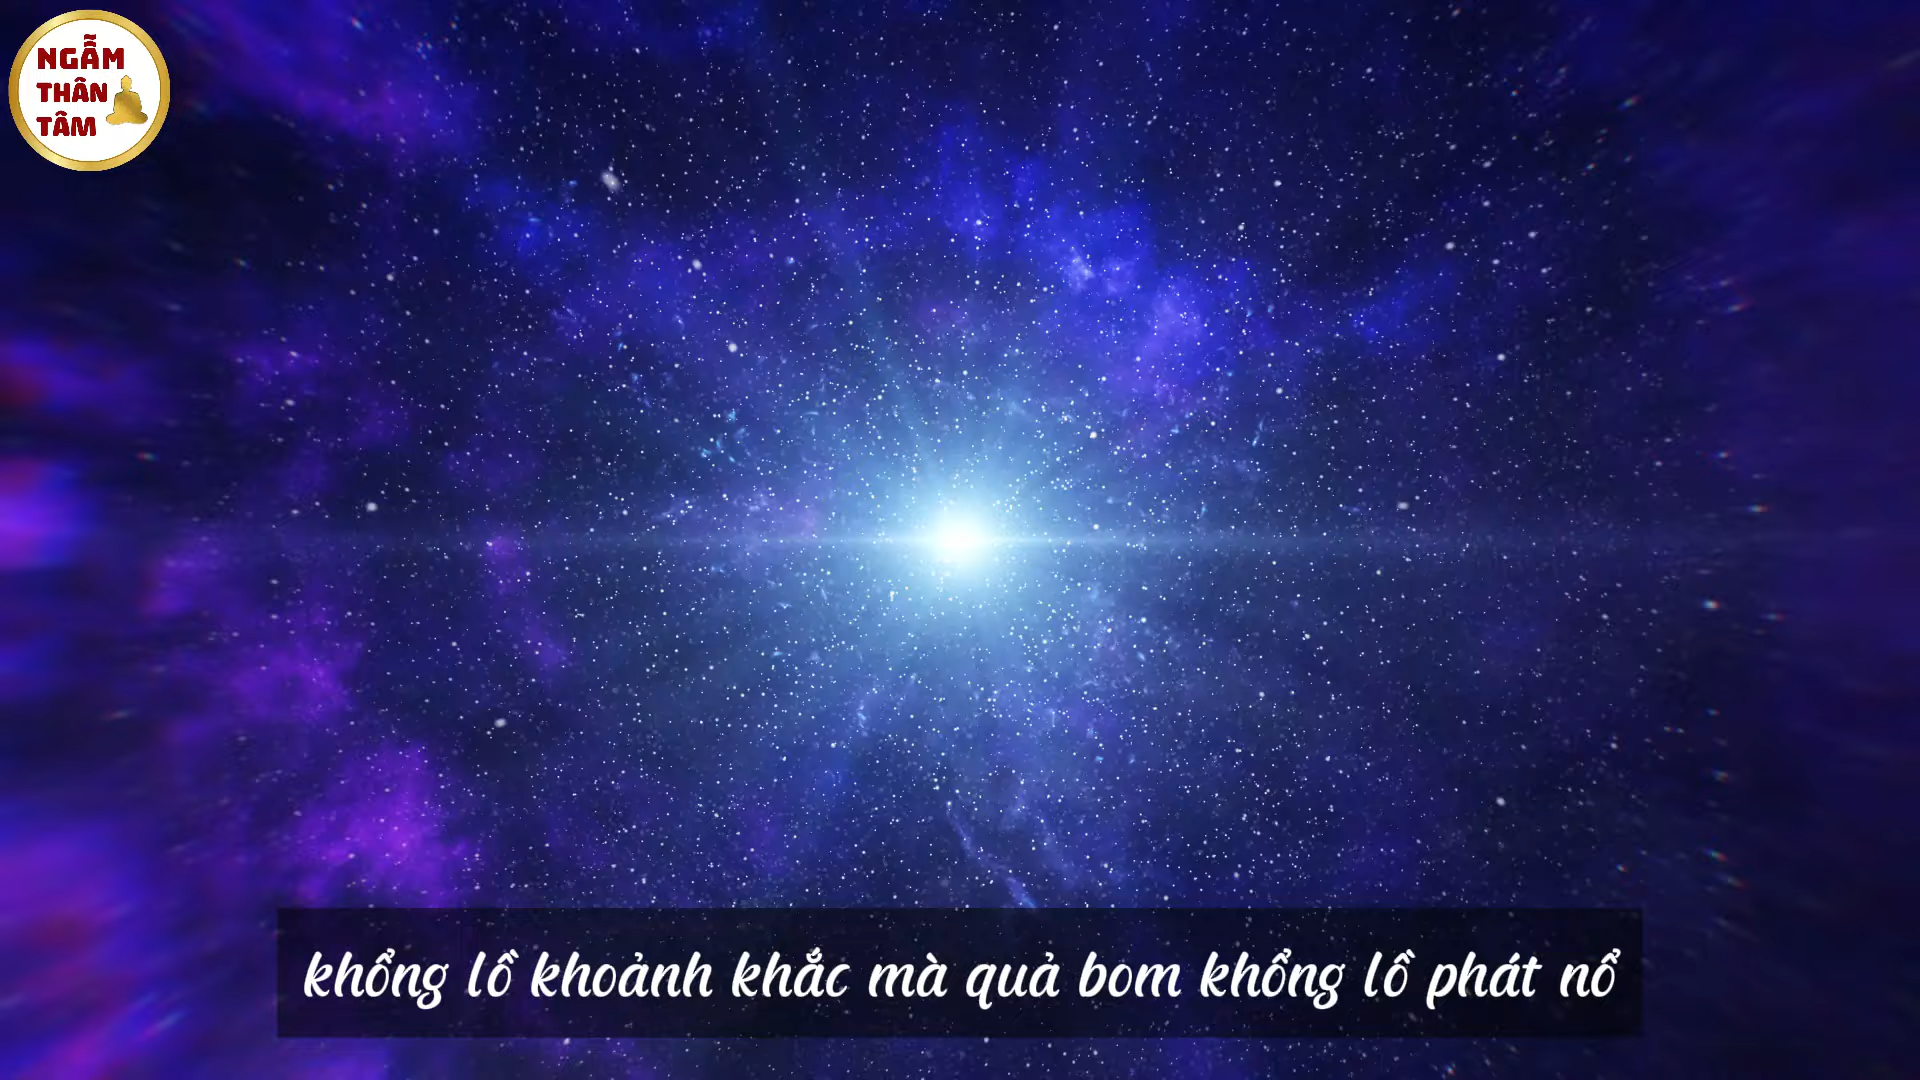 NGẪM
THÂN
TÂM
khổng lồ khoảnh khắc mà quả bom khổng lồ phát nổ